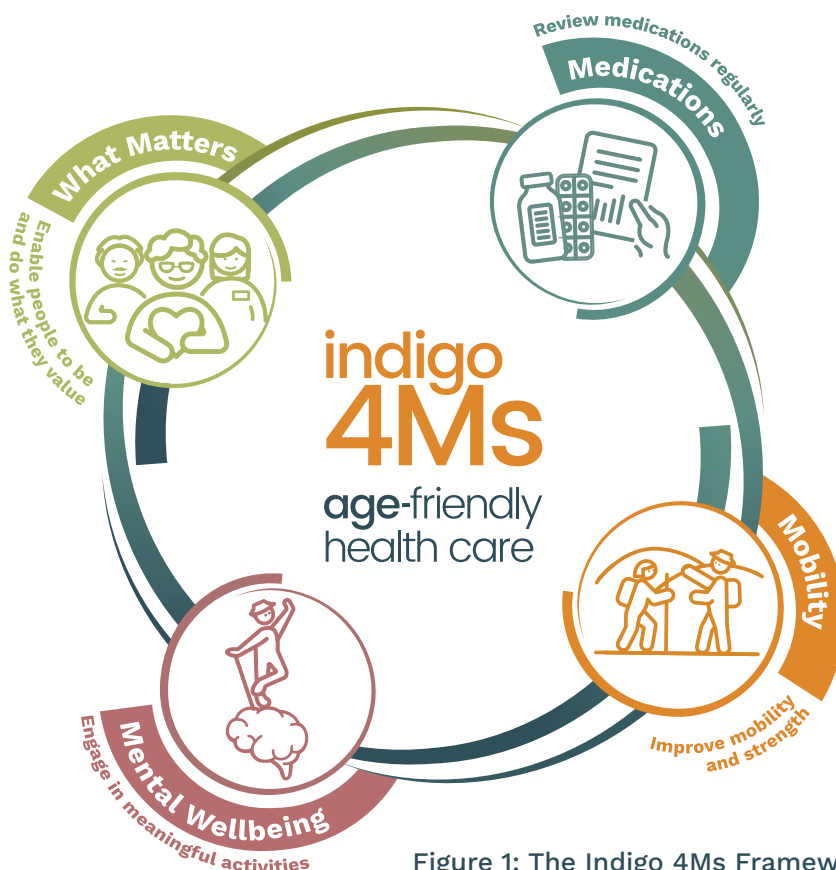 Review medications regularly
Medications
What Matters
Enable people to be
and do what they value
indigo
4Ms
age-friendly
health care
Mobility
Improve mobility
and strength
Mental Wellbeing
Engage in meaningful activities
Figure 1: The Indigo 4Ms Framew